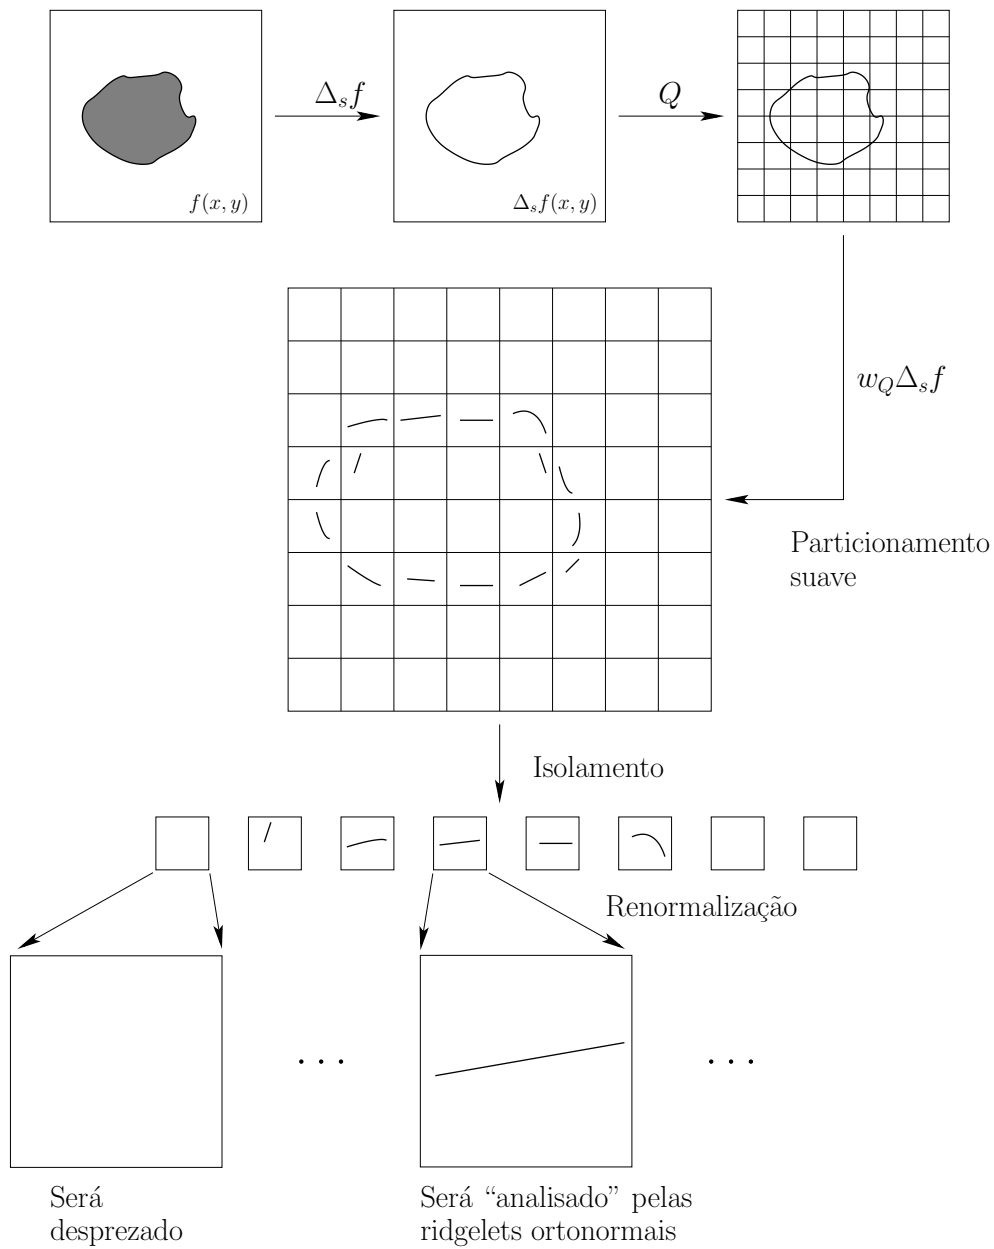 Δ_s f
Q
f(x, y)
Δ_s f(x, y)
w_Q Δ_s f
Particionamento
suave
Isolamento
Renormalização
. . .
. . .
Será
desprezado
Será “analisado” pelas
ridgelets ortonormais